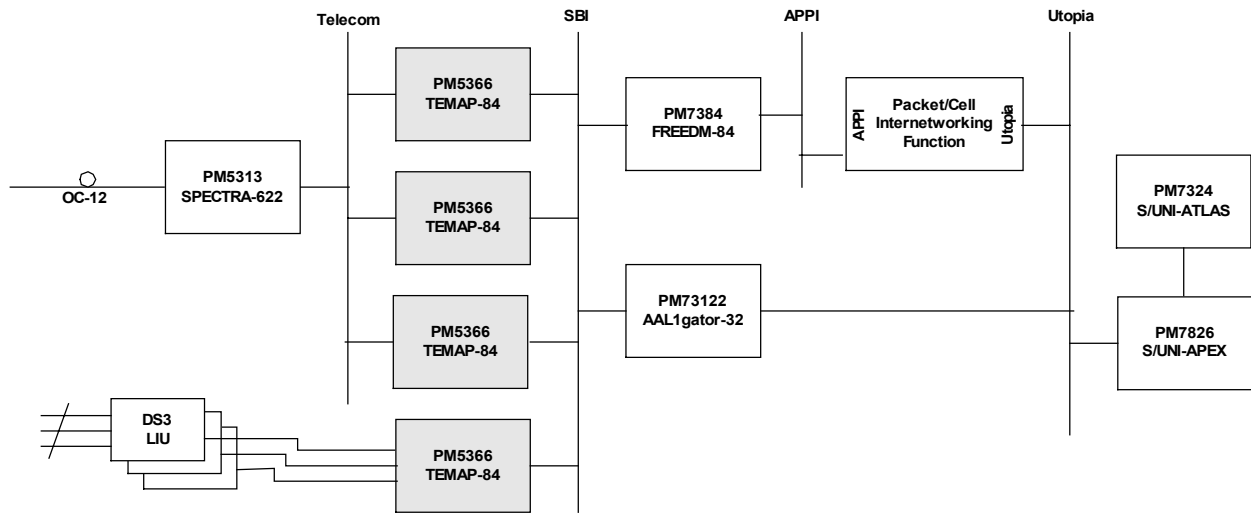 Telecom
SBI
APPI
Utopia
PM5366
TEMAP-84
PM7384
FREEDM-84
APPI
Packet/Cell
Internetworking
Function
Utopia
OC-12
PM5313
SPECTRA-622
PM5366
TEMAP-84
PM7324
S/UNI-ATLAS
PM5366
TEMAP-84
PM73122
AAL1gator-32
PM7826
S/UNI-APEX
DS3
LIU
PM5366
TEMAP-84